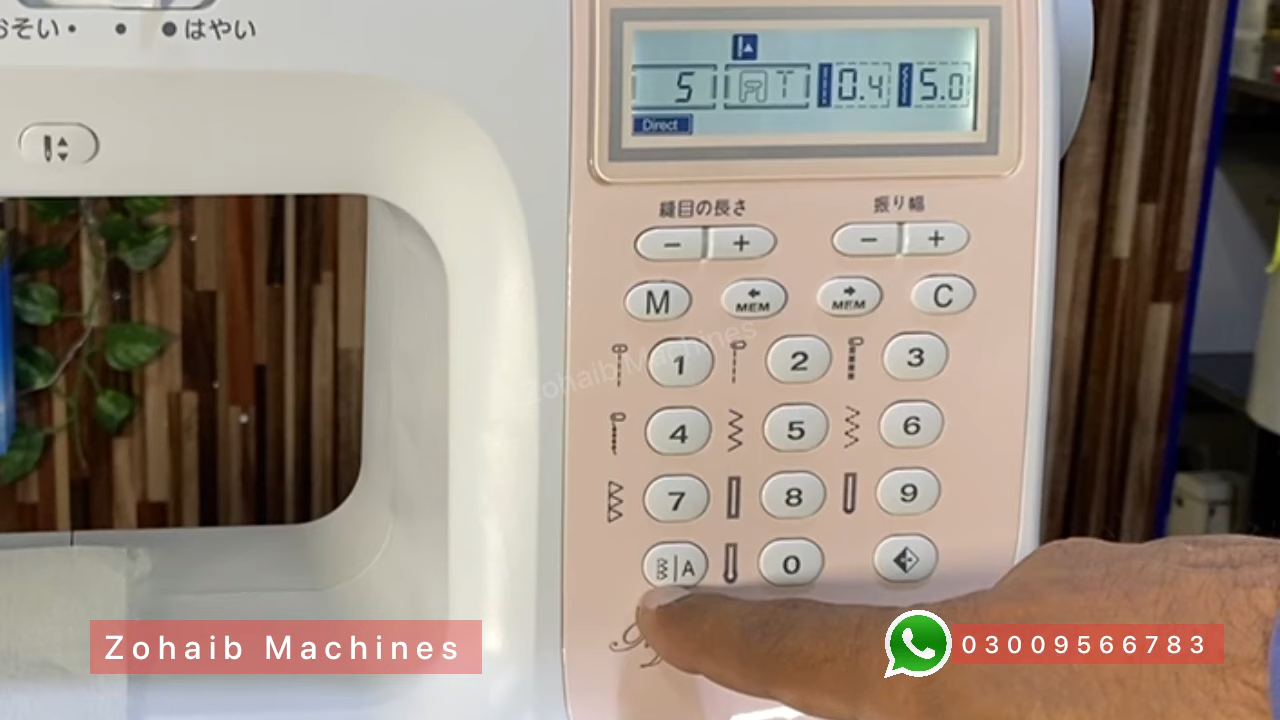 おそい はやい
5 T 0.4 5.0
Direct
縫目の長さ 振り幅
− + − +
M MEM MEM C
1 2 3
4 5 6
7 8 9
A 0
Zohaib Machines
Zohaib Machines
03009566783